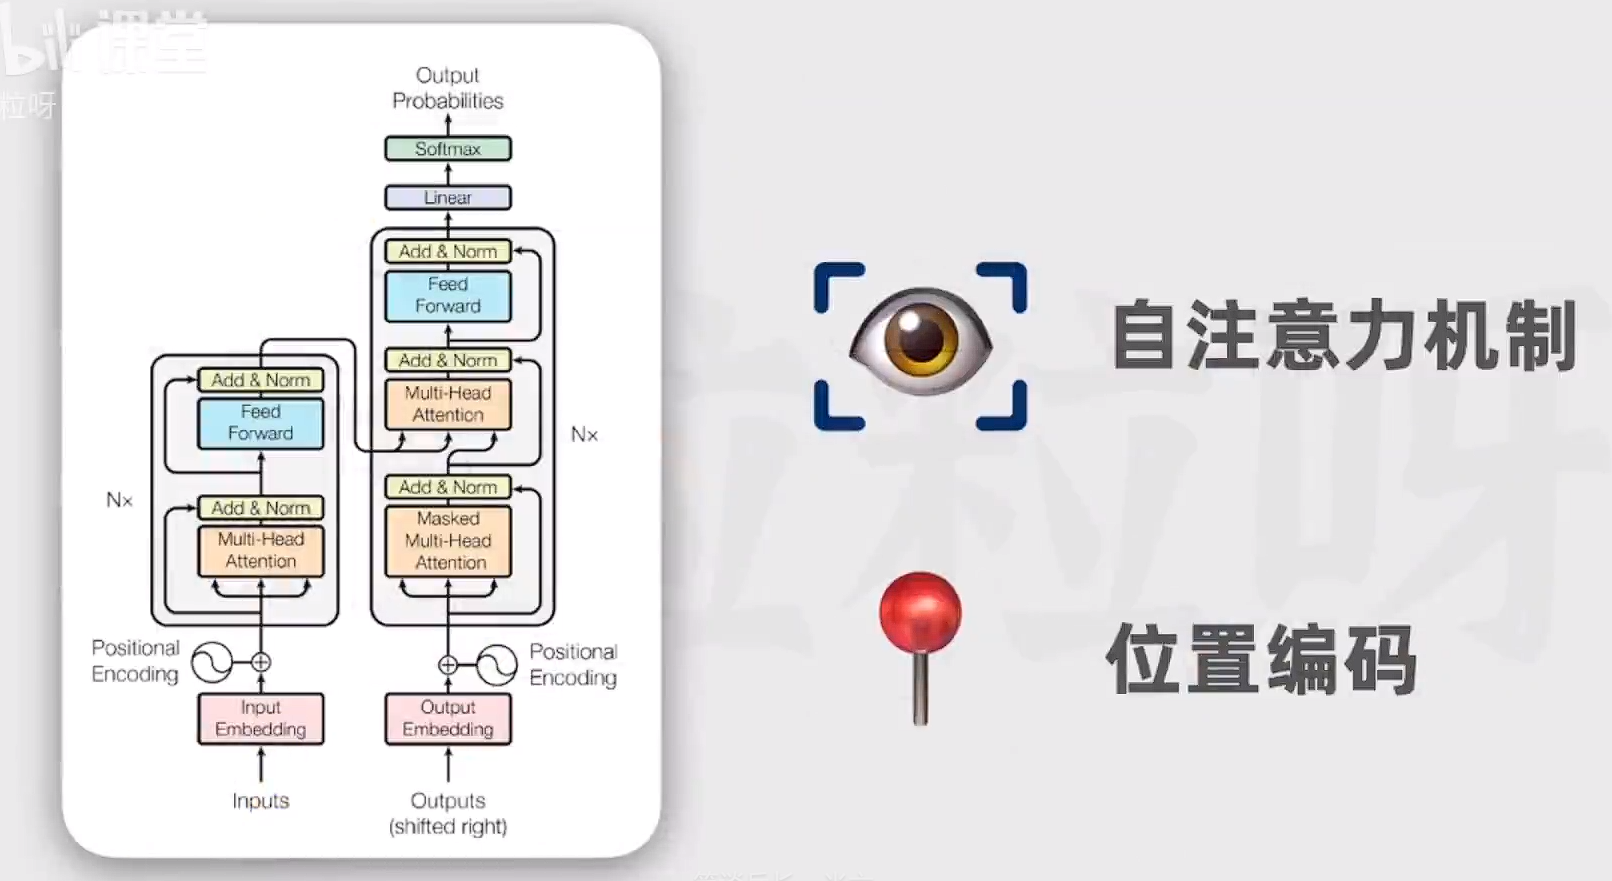 bili课堂
粒呀
Output
Probabilities
Softmax
Linear
Add & Norm
Feed
Forward
Add & Norm
Multi-Head
Attention
Nx
Add & Norm
Masked
Multi-Head
Attention
Positional
Encoding
Output
Embedding
Outputs
(shifted right)
Add & Norm
Feed
Forward
Nx
Add & Norm
Multi-Head
Attention
Positional
Encoding
Input
Embedding
Inputs
自注意力机制
位置编码
粒呀